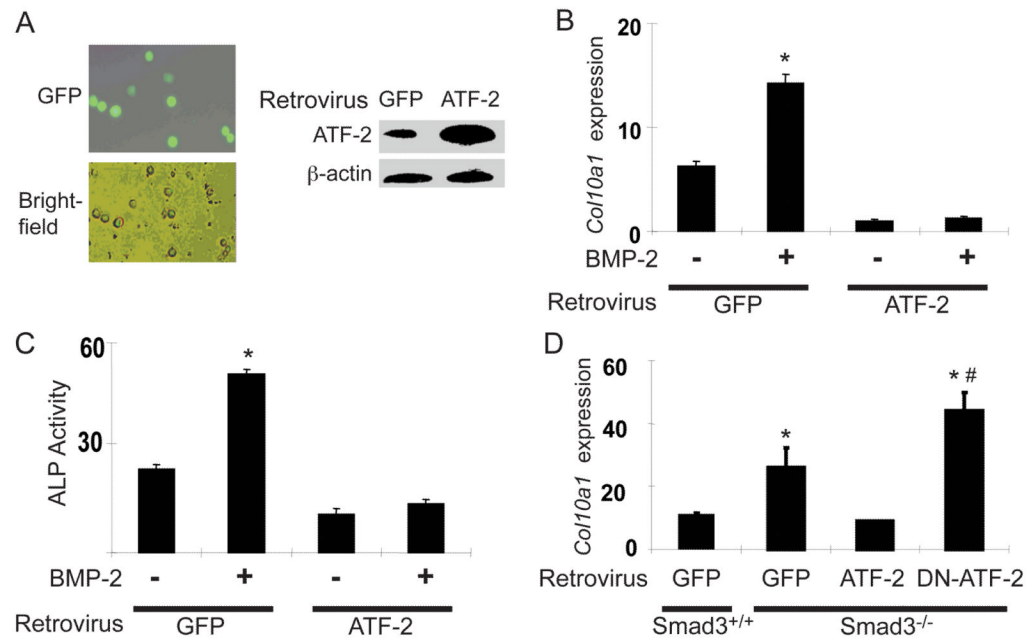 A
GFP
Bright-
field
Retrovirus GFP ATF-2
ATF-2
β-actin
B
Col10a1 expression
20
10
0
BMP-2 - + - +
Retrovirus GFP ATF-2
C
ALP Activity
60
30
*
BMP-2 - + - +
Retrovirus GFP ATF-2
D
Col10a1 expression
60
40
20
0
*
* #
Retrovirus GFP GFP ATF-2 DN-ATF-2
Smad3+/+ Smad3-/-